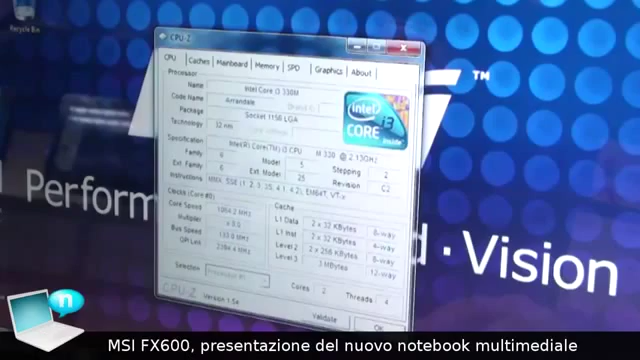 Recycle Bin
CPU-Z
CPU Caches Mainboard Memory SPD Graphics About
Processor
Name Intel Core i3 330M
Code Name Arrandale Brand ID
Package Socket 1156 LGA
Technology 32 nm
intel CORE i3 inside
Specification Intel(R) Core(TM) i3 CPU M 330 @ 2.13GHz
Family 6 Model 5 Stepping 2
Ext. Family 6 Ext. Model 25 Revision C2
Instructions MMX, SSE (1, 2, 3, 3S, 4.1, 4.2), EM64T, VT-x
Clocks (Core #0)
Core Speed 1064.2 MHz
Multiplier x 8.0
Bus Speed 133.0 MHz
QPI Link 2394.4 MHz
Cache
L1 Data 2 x 32 KBytes 8-way
L1 Inst 2 x 32 KBytes 4-way
Level 2 2 x 256 KBytes 8-way
Level 3 3 MBytes 12-way
Selection Processor #1
Cores 2 Threads 4
CPU-Z Version 1.54 Validate OK
TM
Perform
d · Vision
n
MSI FX600, presentazione del nuovo notebook multimediale